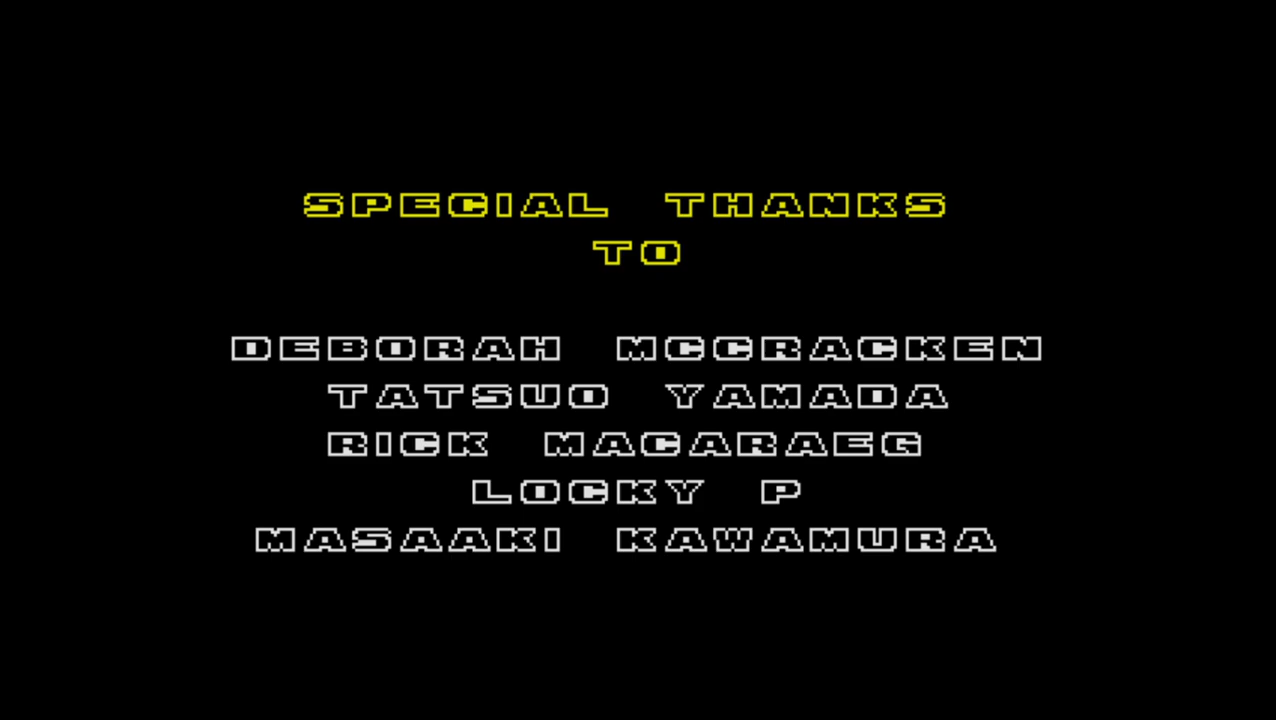 SPECIAL THANKS
TO
DEBORAH MCCRACKEN
TATSUO YAMADA
RICK MACARAEG
LOCKY P
MASAAKI KAWAMURA